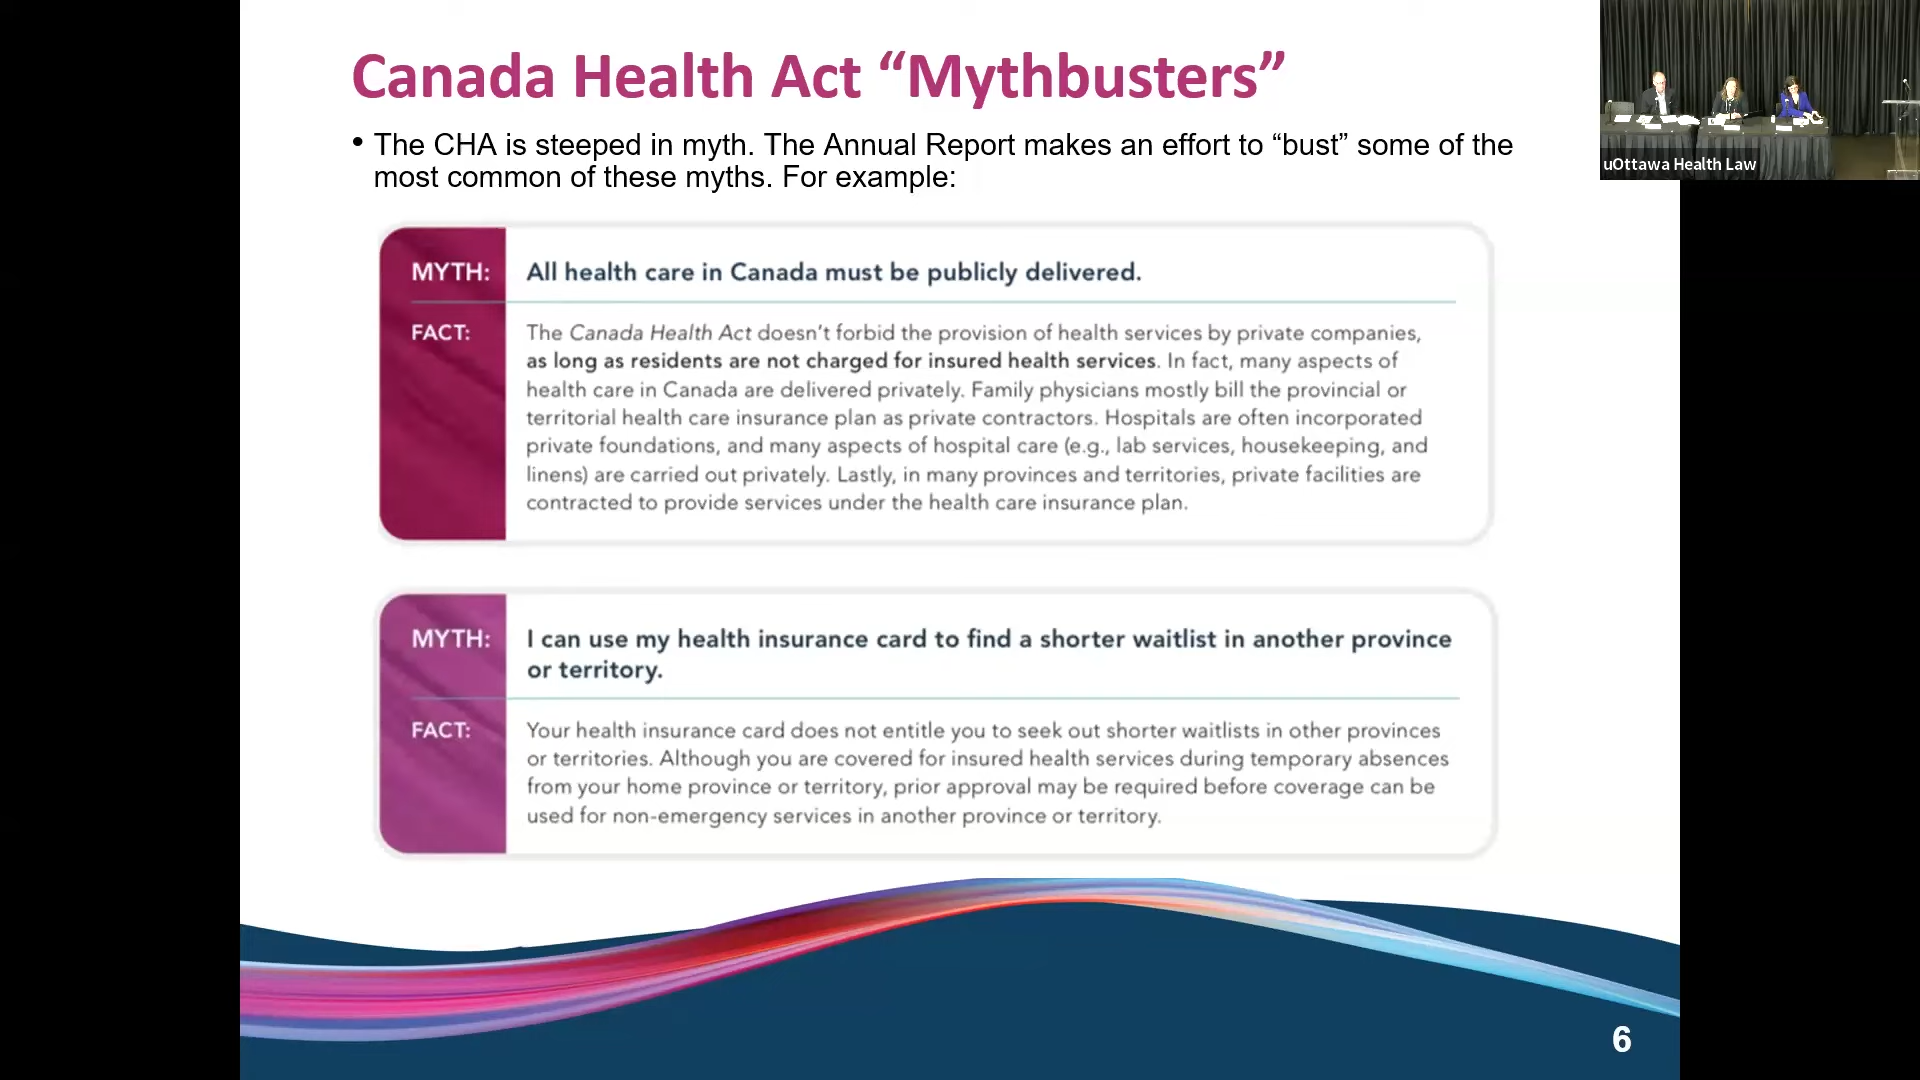 Canada Health Act “Mythbusters”
• The CHA is steeped in myth. The Annual Report makes an effort to “bust” some of the
most common of these myths. For example:
MYTH: All health care in Canada must be publicly delivered.
FACT: The Canada Health Act doesn’t forbid the provision of health services by private companies,
as long as residents are not charged for insured health services. In fact, many aspects of
health care in Canada are delivered privately. Family physicians mostly bill the provincial or
territorial health care insurance plan as private contractors. Hospitals are often incorporated
private foundations, and many aspects of hospital care (e.g., lab services, housekeeping, and
linens) are carried out privately. Lastly, in many provinces and territories, private facilities are
contracted to provide services under the health care insurance plan.
MYTH: I can use my health insurance card to find a shorter waitlist in another province
or territory.
FACT: Your health insurance card does not entitle you to seek out shorter waitlists in other provinces
or territories. Although you are covered for insured health services during temporary absences
from your home province or territory, prior approval may be required before coverage can be
used for non-emergency services in another province or territory.
6
uOttawa Health Law